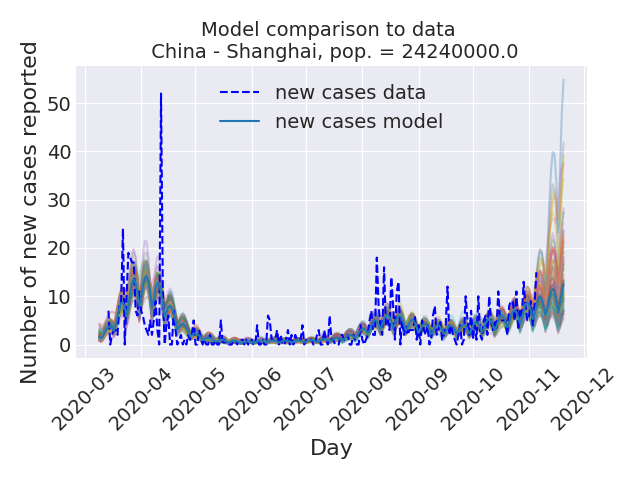 Model comparison to data
China - Shanghai, pop. = 24240000.0
new cases data
new cases model
Number of new cases reported
50
40
30
20
10
0
2020-03
2020-04
2020-05
2020-06
2020-07
2020-08
2020-09
2020-10
2020-11
2020-12
Day